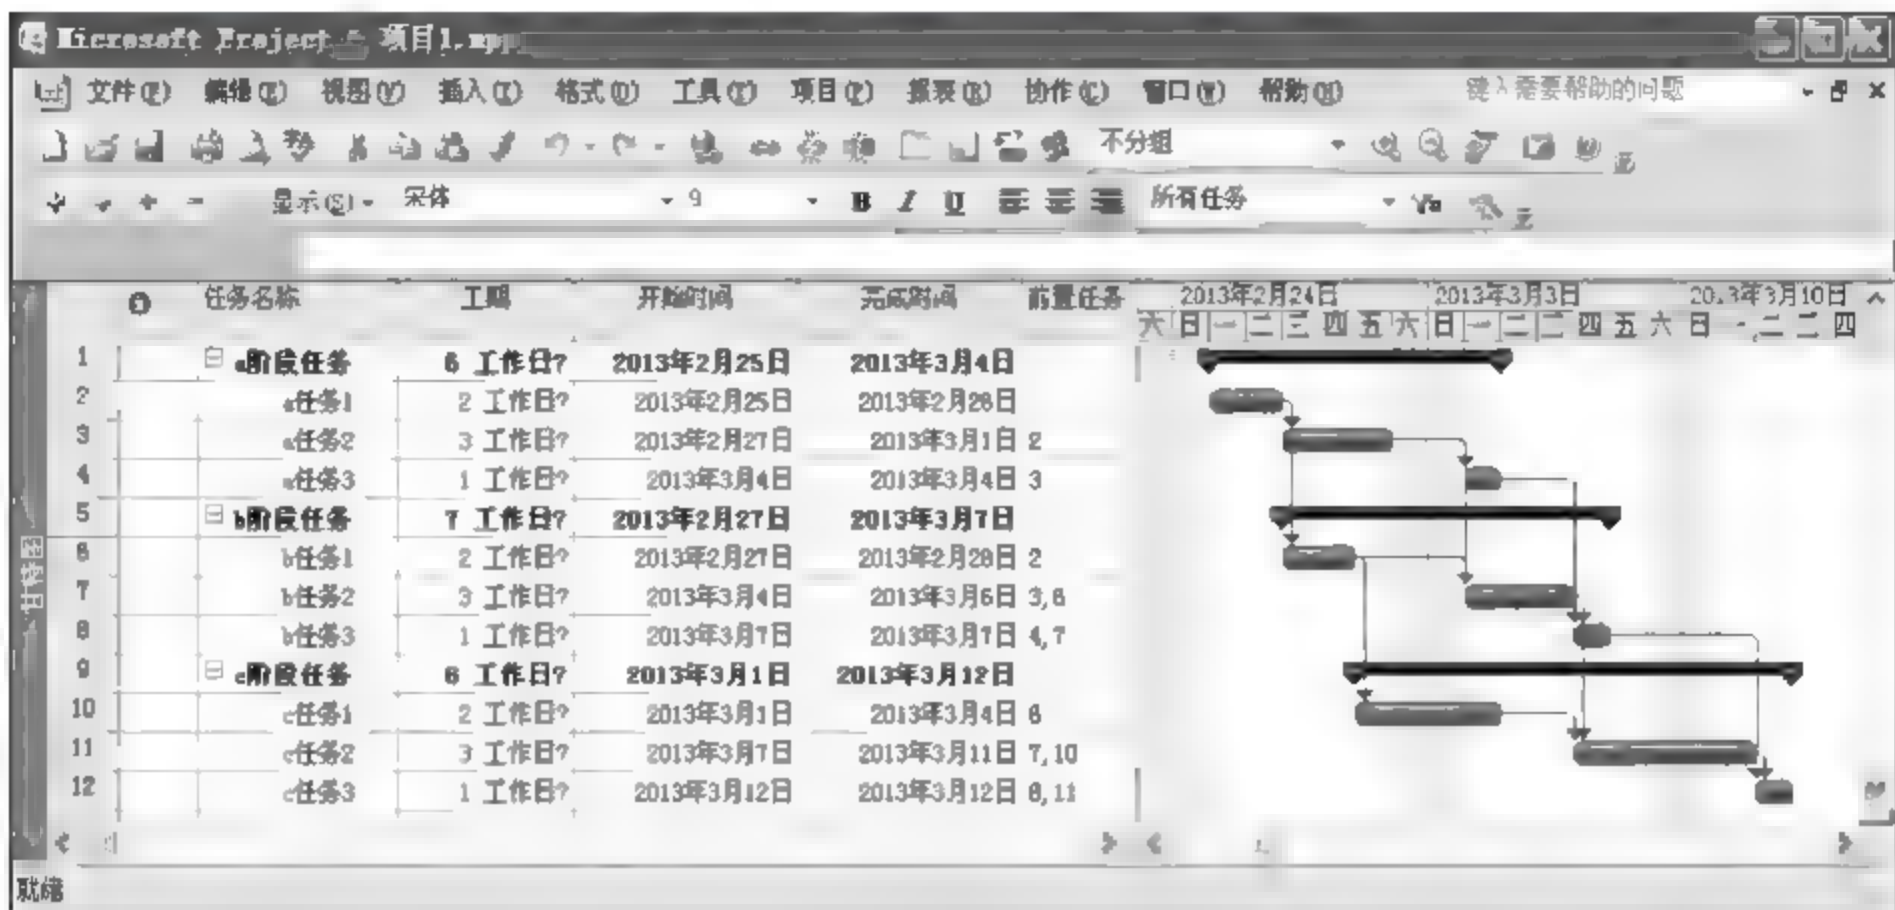 Microsoft Project - 项目1.mpp
文件(F) 编辑(E) 视图(V) 插入(I) 格式(O) 工具(T) 项目(P) 报表(R) 协作(C) 窗口(W) 帮助(H) 键入需要帮助的问题
不分组
显示(S) 宋体 9 B I U 所有任务
任务名称 工期 开始时间 完成时间 前置任务 2013年2月24日 2013年3月3日 2013年3月10日
六 日 一 二 三 四 五 六 日 一 二 三 四 五 六 日 一 二 三 四
1 a阶段任务 6 工作日? 2013年2月25日 2013年3月4日
2 a任务1 2 工作日? 2013年2月25日 2013年2月26日
3 a任务2 3 工作日? 2013年2月27日 2013年3月1日 2
4 a任务3 1 工作日? 2013年3月4日 2013年3月4日 3
5 b阶段任务 7 工作日? 2013年2月27日 2013年3月7日
6 b任务1 2 工作日? 2013年2月27日 2013年2月28日 2
7 b任务2 3 工作日? 2013年3月4日 2013年3月6日 3,6
8 b任务3 1 工作日? 2013年3月7日 2013年3月7日 4,7
9 c阶段任务 8 工作日? 2013年3月1日 2013年3月12日
10 c任务1 2 工作日? 2013年3月1日 2013年3月4日 6
11 c任务2 3 工作日? 2013年3月7日 2013年3月11日 7,10
12 c任务3 1 工作日? 2013年3月12日 2013年3月12日 8,11
甘特图
就绪